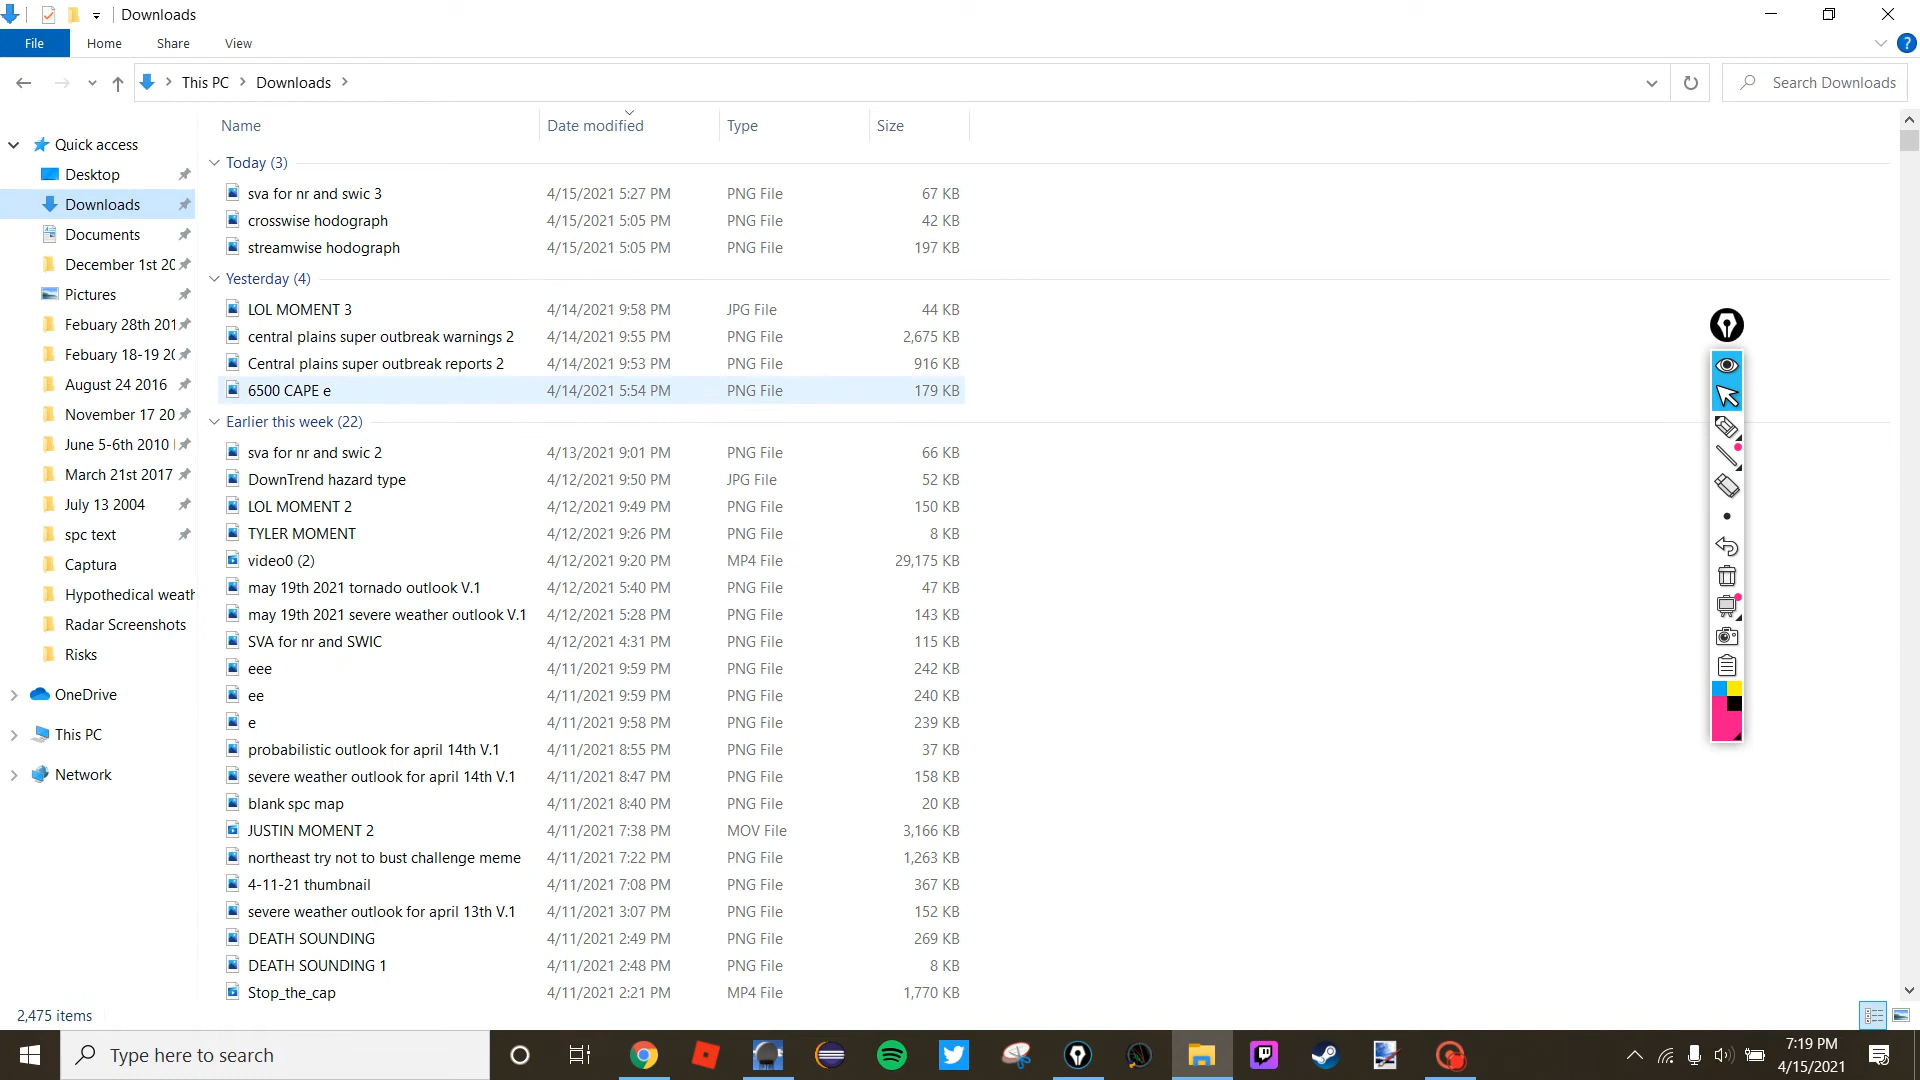 Downloads
File Home Share View
This PC Downloads Search Downloads
Name Date modified Type Size
Quick access
Desktop
Downloads
Documents
December 1st 20
Pictures
Febuary 28th 201
Febuary 18-19 20
August 24 2016
November 17 20
June 5-6th 2010
March 21st 2017
July 13 2004
spc text
Captura
Hypothedical weath
Radar Screenshots
Risks
OneDrive
This PC
Network
Today (3)
sva for nr and swic 3 4/15/2021 5:27 PM PNG File 67 KB
crosswise hodograph 4/15/2021 5:05 PM PNG File 42 KB
streamwise hodograph 4/15/2021 5:05 PM PNG File 197 KB
Yesterday (4)
LOL MOMENT 3 4/14/2021 9:58 PM JPG File 44 KB
central plains super outbreak warnings 2 4/14/2021 9:55 PM PNG File 2,675 KB
Central plains super outbreak reports 2 4/14/2021 9:53 PM PNG File 916 KB
6500 CAPE e 4/14/2021 5:54 PM PNG File 179 KB
Earlier this week (22)
sva for nr and swic 2 4/13/2021 9:01 PM PNG File 66 KB
DownTrend hazard type 4/12/2021 9:50 PM JPG File 52 KB
LOL MOMENT 2 4/12/2021 9:49 PM PNG File 150 KB
TYLER MOMENT 4/12/2021 9:26 PM PNG File 8 KB
video0 (2) 4/12/2021 9:20 PM MP4 File 29,175 KB
may 19th 2021 tornado outlook V.1 4/12/2021 5:40 PM PNG File 47 KB
may 19th 2021 severe weather outlook V.1 4/12/2021 5:28 PM PNG File 143 KB
SVA for nr and SWIC 4/12/2021 4:31 PM PNG File 115 KB
eee 4/11/2021 9:59 PM PNG File 242 KB
ee 4/11/2021 9:59 PM PNG File 240 KB
e 4/11/2021 9:58 PM PNG File 239 KB
probabilistic outlook for april 14th V.1 4/11/2021 8:55 PM PNG File 37 KB
severe weather outlook for april 14th V.1 4/11/2021 8:47 PM PNG File 158 KB
blank spc map 4/11/2021 8:40 PM PNG File 20 KB
JUSTIN MOMENT 2 4/11/2021 7:38 PM MOV File 3,166 KB
northeast try not to bust challenge meme 4/11/2021 7:22 PM PNG File 1,263 KB
4-11-21 thumbnail 4/11/2021 7:08 PM PNG File 367 KB
severe weather outlook for april 13th V.1 4/11/2021 3:07 PM PNG File 152 KB
DEATH SOUNDING 4/11/2021 2:49 PM PNG File 269 KB
DEATH SOUNDING 1 4/11/2021 2:48 PM PNG File 8 KB
Stop_the_cap 4/11/2021 2:21 PM MP4 File 1,770 KB
2,475 items
Type here to search
7:19 PM
4/15/2021